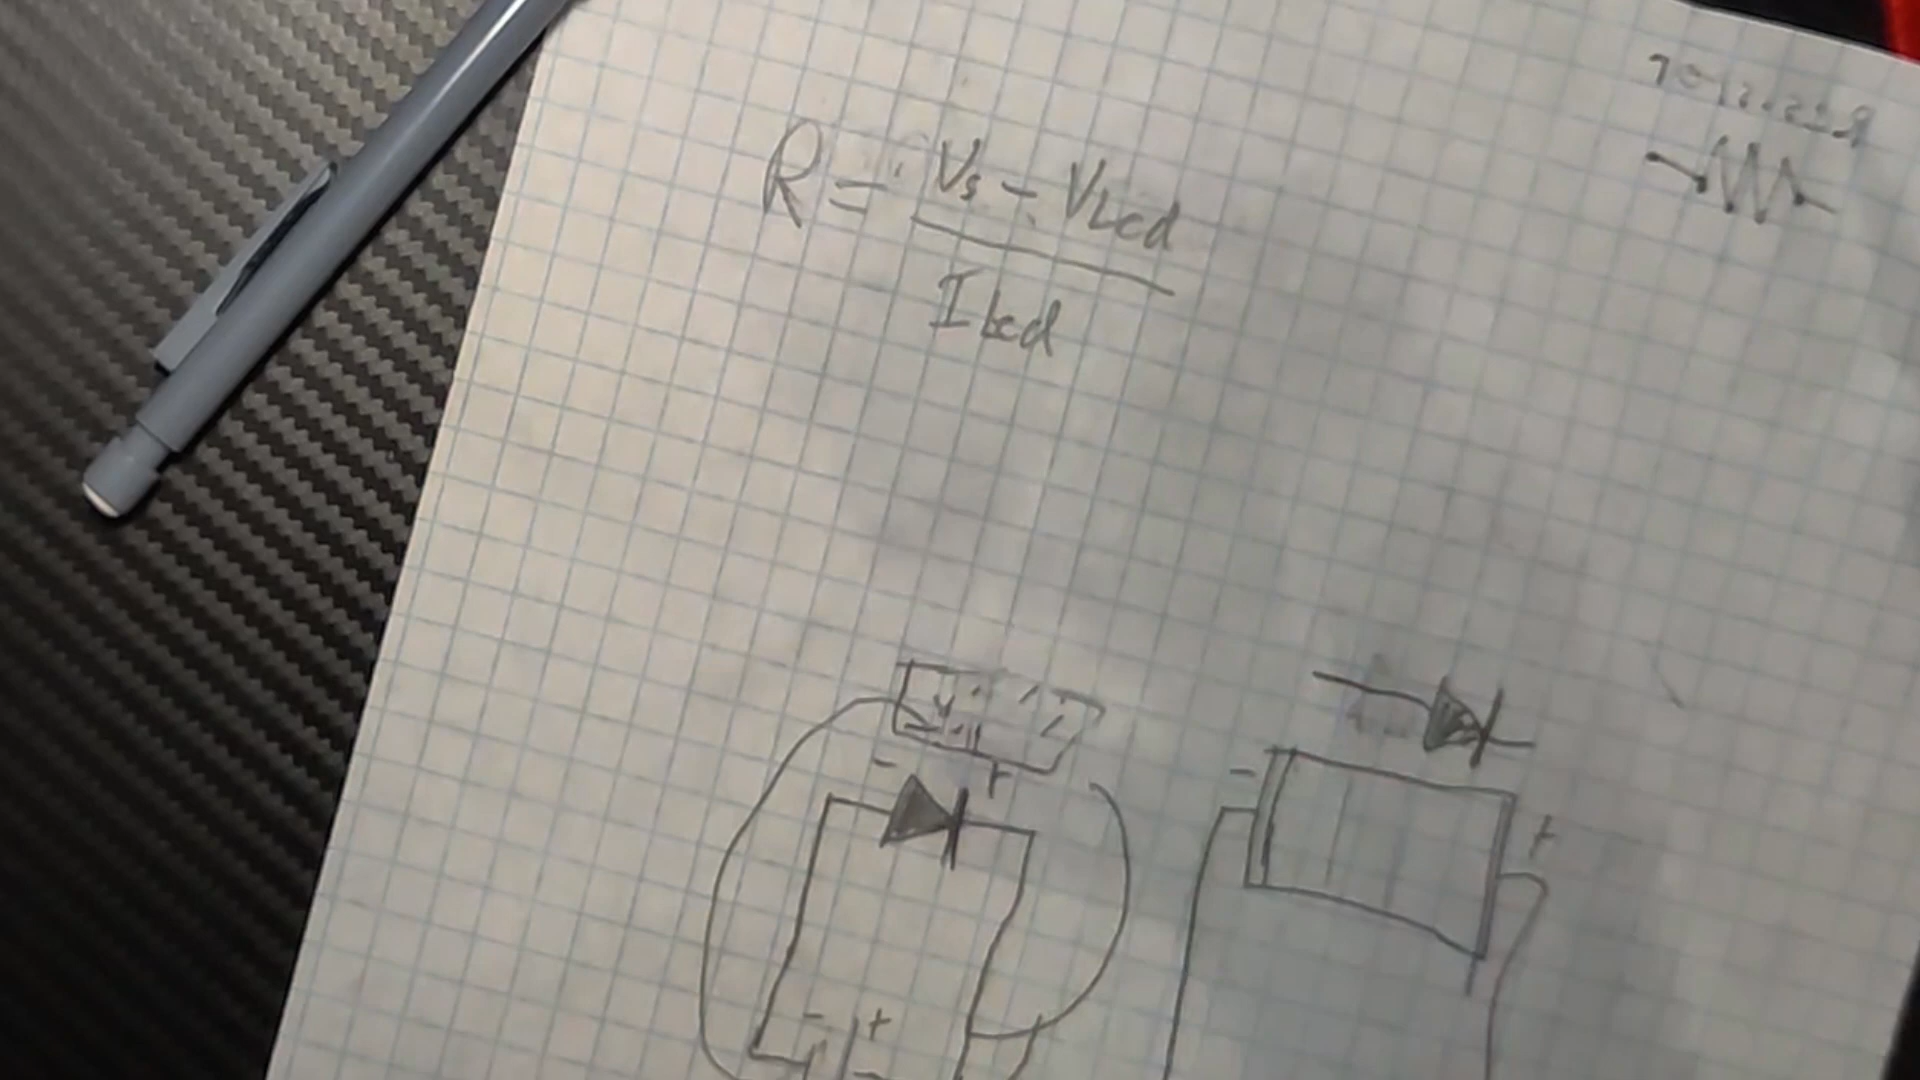 R = Vs - VLed
ILed
- +
- +
- +